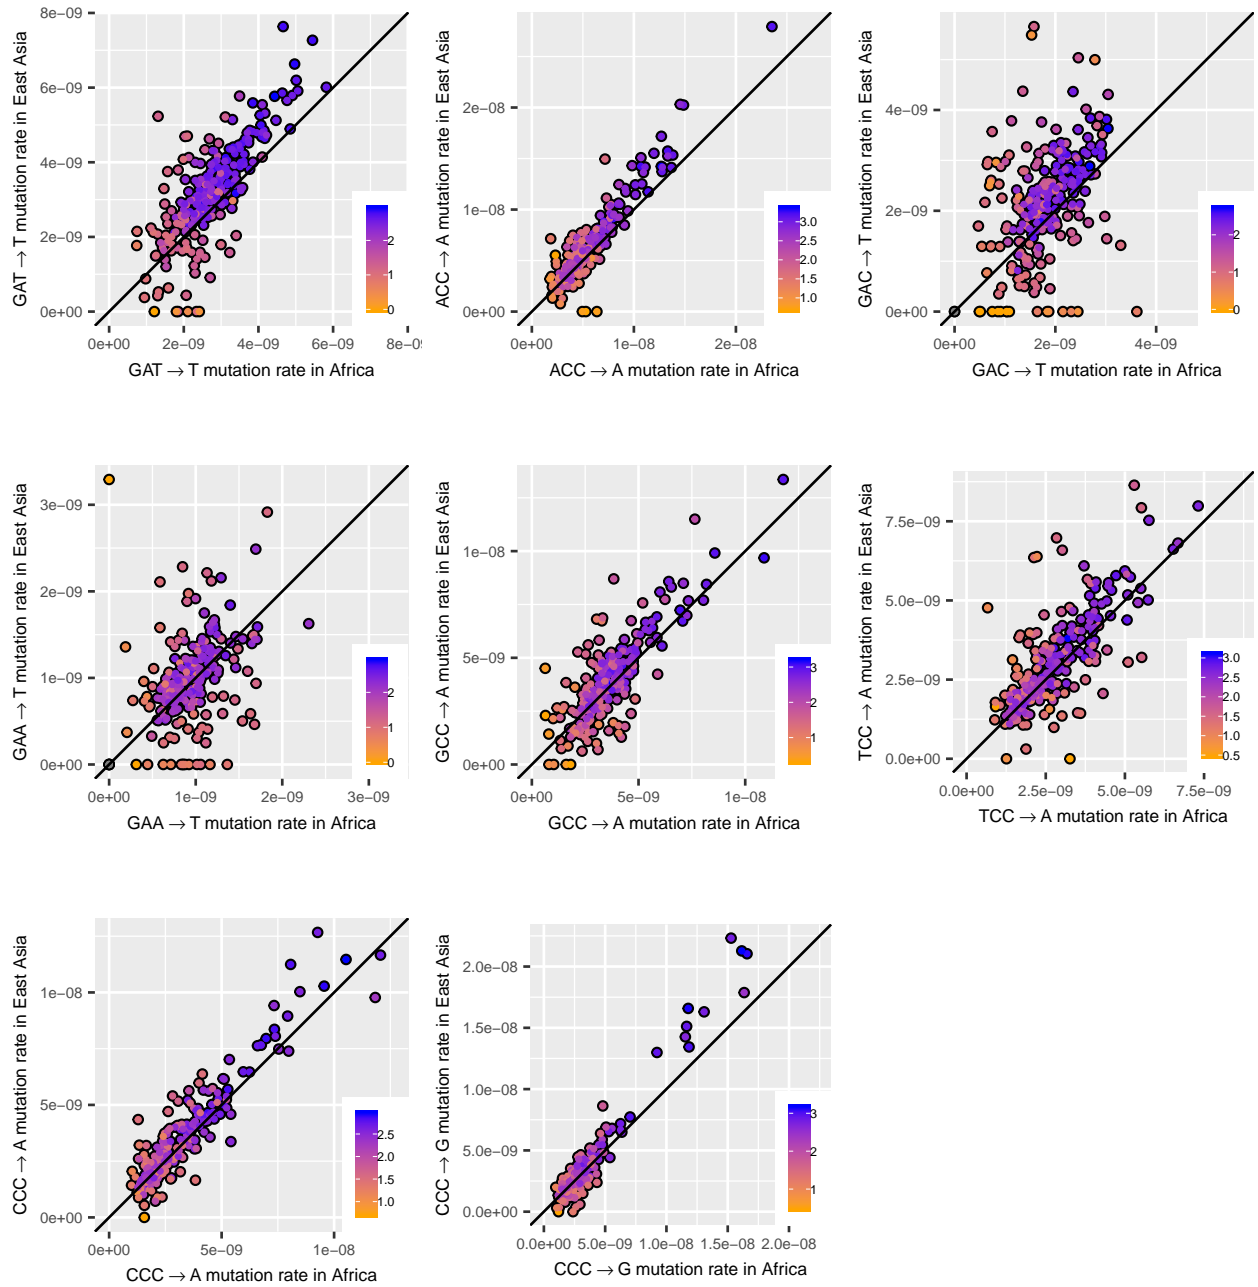 8e−09
6e−09
4e−09
2e−09
0e+00
GAT → T mutation rate in East Asia
2
1
0
0e+00 2e−09 4e−09 6e−09 8e−
GAT → T mutation rate in Africa
2e−08
1e−08
0e+00
ACC → A mutation rate in East Asia
3.0
2.5
2.0
1.5
1.0
0e+00 1e−08 2e−08
ACC → A mutation rate in Africa
4e−09
2e−09
0e+00
GAC → T mutation rate in East Asia
2
1
0
0e+00 2e−09 4e−09
GAC → T mutation rate in Africa
3e−09
2e−09
1e−09
0e+00
GAA → T mutation rate in East Asia
2
1
0
0e+00 1e−09 2e−09 3e−09
GAA → T mutation rate in Africa
1e−08
5e−09
0e+00
GCC → A mutation rate in East Asia
3
2
1
0e+00 5e−09 1e−08
GCC → A mutation rate in Africa
7.5e−09
5.0e−09
2.5e−09
0.0e+00
TCC → A mutation rate in East Asia
3.0
2.5
2.0
1.5
1.0
0.5
0.0e+00 2.5e−09 5.0e−09 7.5e−09
TCC → A mutation rate in Africa
1e−08
5e−09
0e+00
CCC → A mutation rate in East Asia
2.5
2.0
1.5
1.0
0e+00 5e−09 1e−08
CCC → A mutation rate in Africa
2.0e−08
1.5e−08
1.0e−08
5.0e−09
0.0e+00
CCC → G mutation rate in East Asia
3
2
1
0.0e+00 5.0e−09 1.0e−08 1.5e−08 2.0e−08
CCC → G mutation rate in Africa